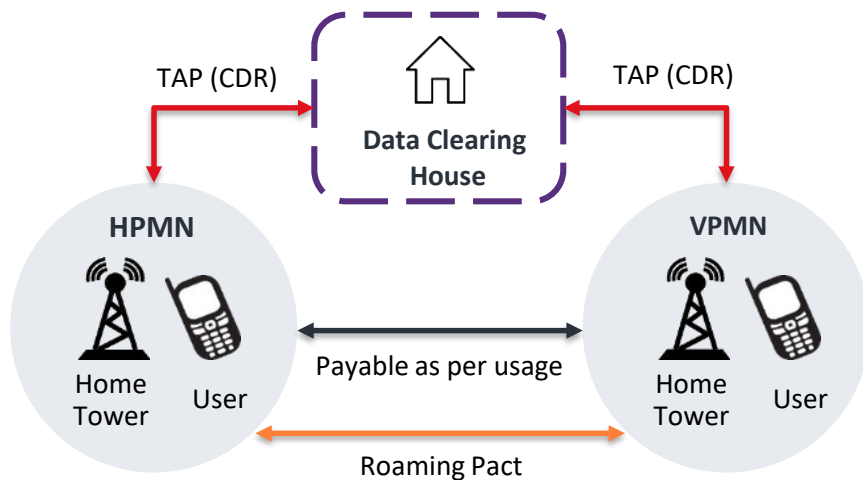 TAP (CDR)
TAP (CDR)
Data Clearing
House
HPMN
VPMN
Home
Tower
User
Payable as per usage
Home
Tower
User
Roaming Pact